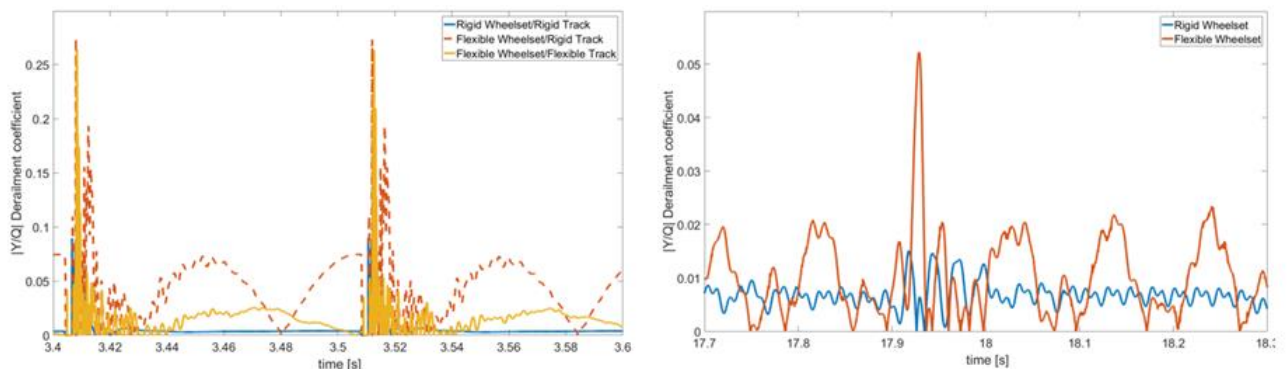 Rigid Wheelset/Rigid Track
Flexible Wheelset/Rigid Track
Flexible Wheelset/Flexible Track
|Y/Q| Derailment coefficient
0.25
0.2
0.15
0.1
0.05
0
3.4 3.42 3.44 3.46 3.48 3.5 3.52 3.54 3.56 3.58 3.6
time [s]
Rigid Wheelset
Flexible Wheelset
|Y/Q| Derailment coefficient
0.05
0.04
0.03
0.02
0.01
0
17.7 17.8 17.9 18 18.1 18.2
time [s]